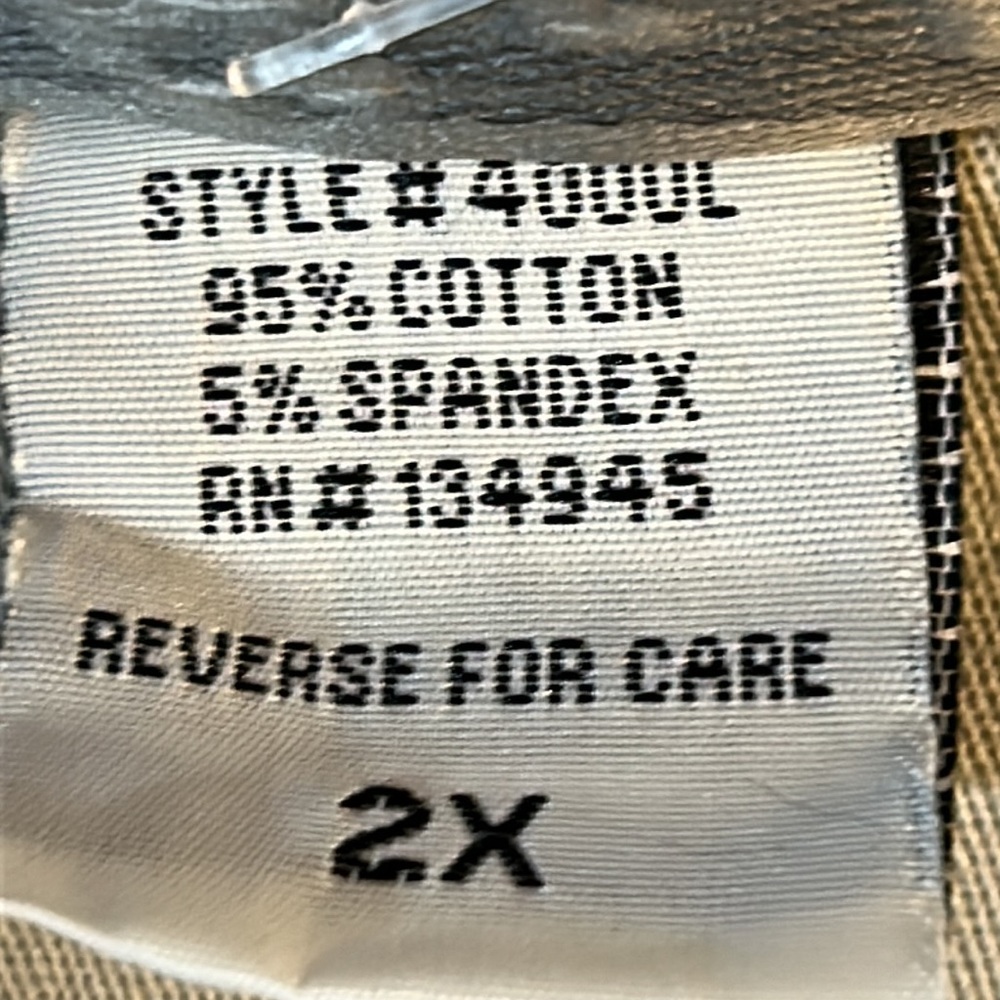 STYLE # 4000L
95% COTTON
5% SPANDEX
RN # 134945
REVERSE FOR CARE
2X